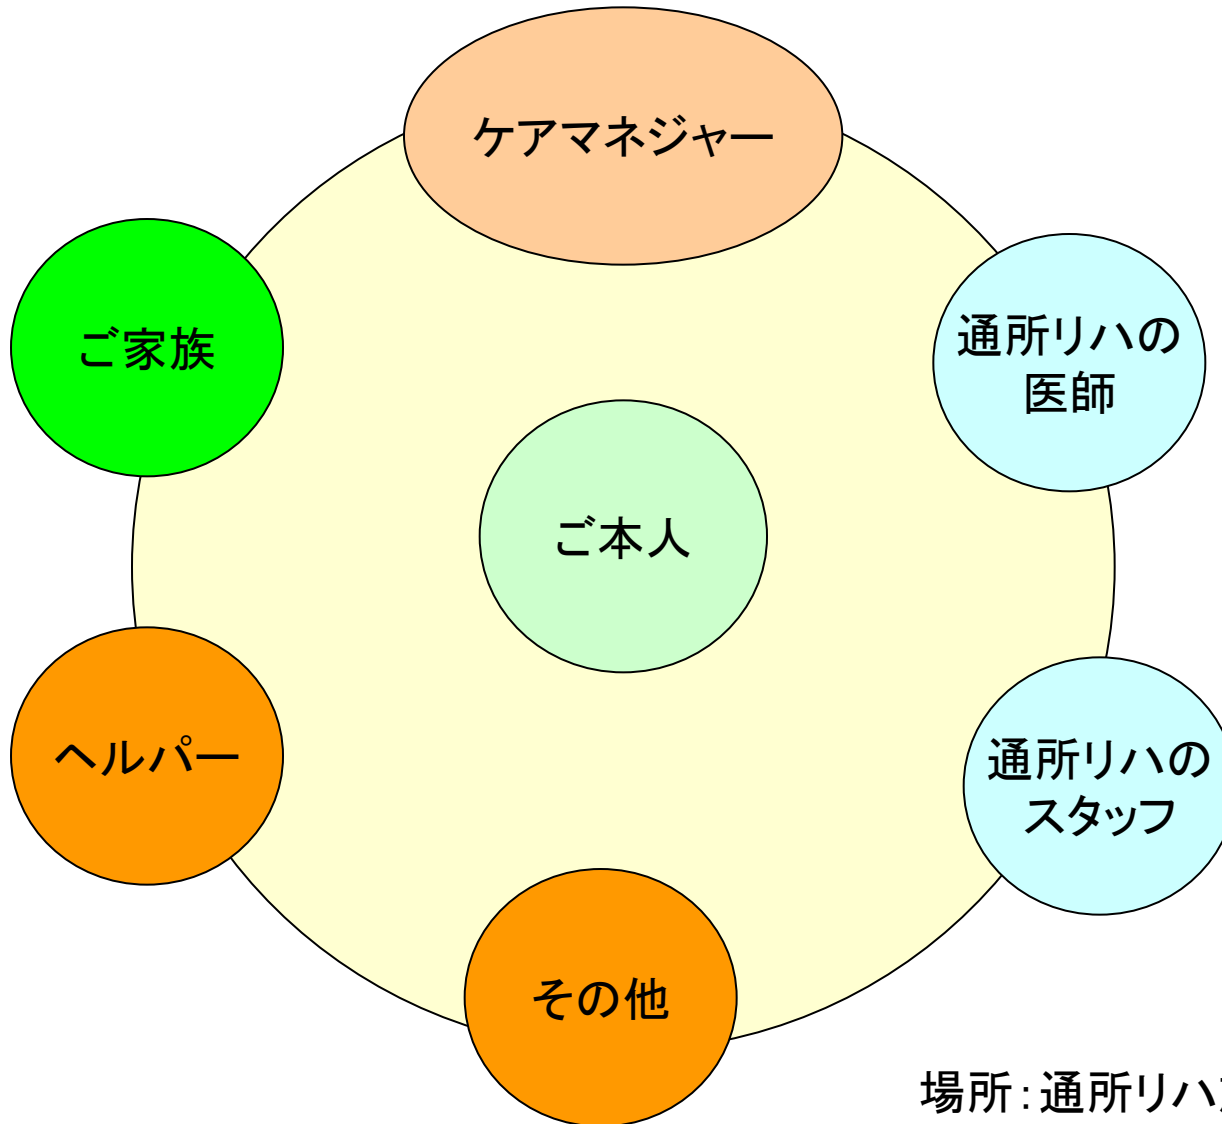 ケアマネジャー
ご家族
通所リハの
医師
ご本人
ヘルパー
通所リハの
スタッフ
その他
場所：通所リハ